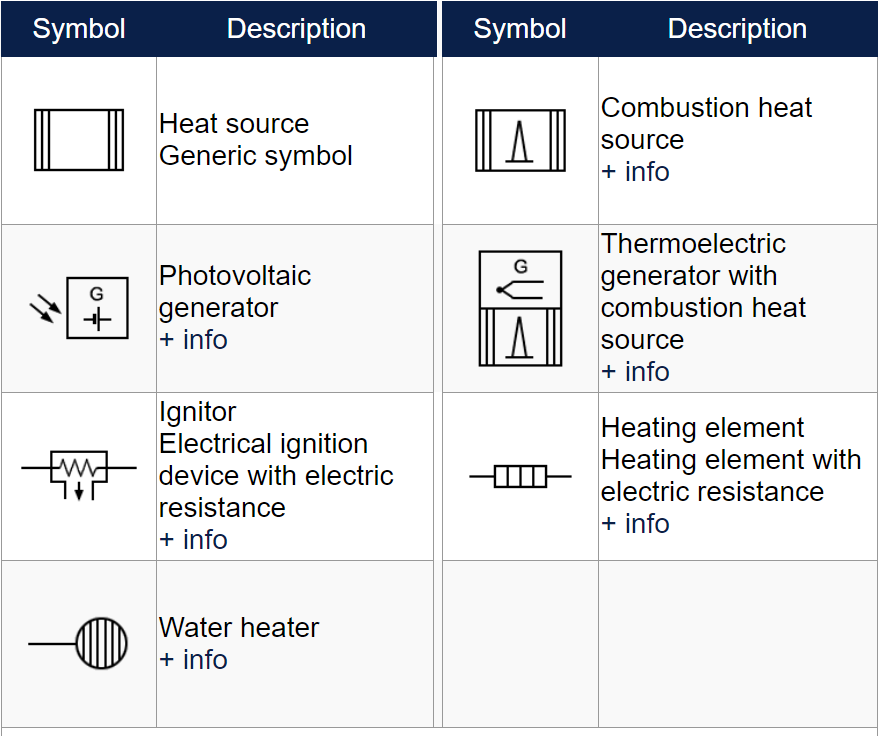 Symbol Description Symbol Description
Heat source
Generic symbol
Combustion heat
source
+ info
G
Photovoltaic
generator
+ info
G
Thermoelectric
generator with
combustion heat
source
+ info
Ignitor
Electrical ignition
device with electric
resistance
+ info
Heating element
Heating element with
electric resistance
+ info
Water heater
+ info